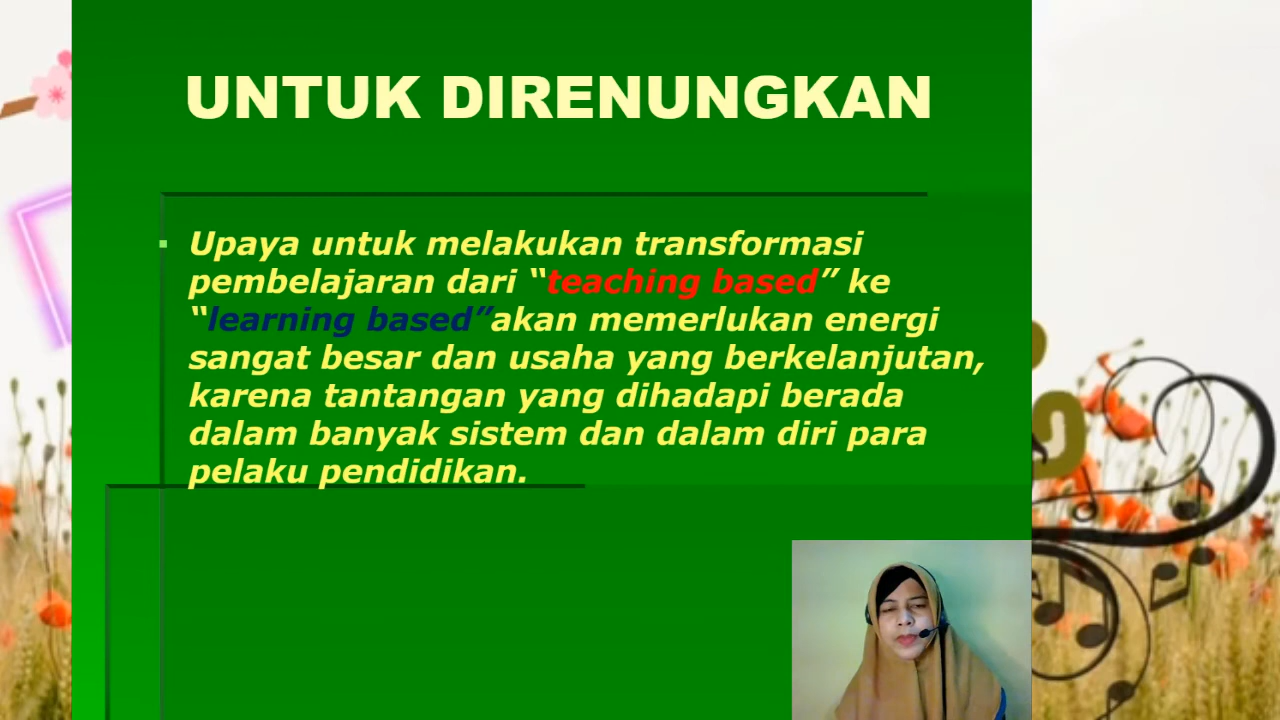 UNTUK DIRENUNGKAN
Upaya untuk melakukan transformasi
pembelajaran dari “teaching based” ke
“learning based”akan memerlukan energi
sangat besar dan usaha yang berkelanjutan,
karena tantangan yang dihadapi berada
dalam banyak sistem dan dalam diri para
pelaku pendidikan.